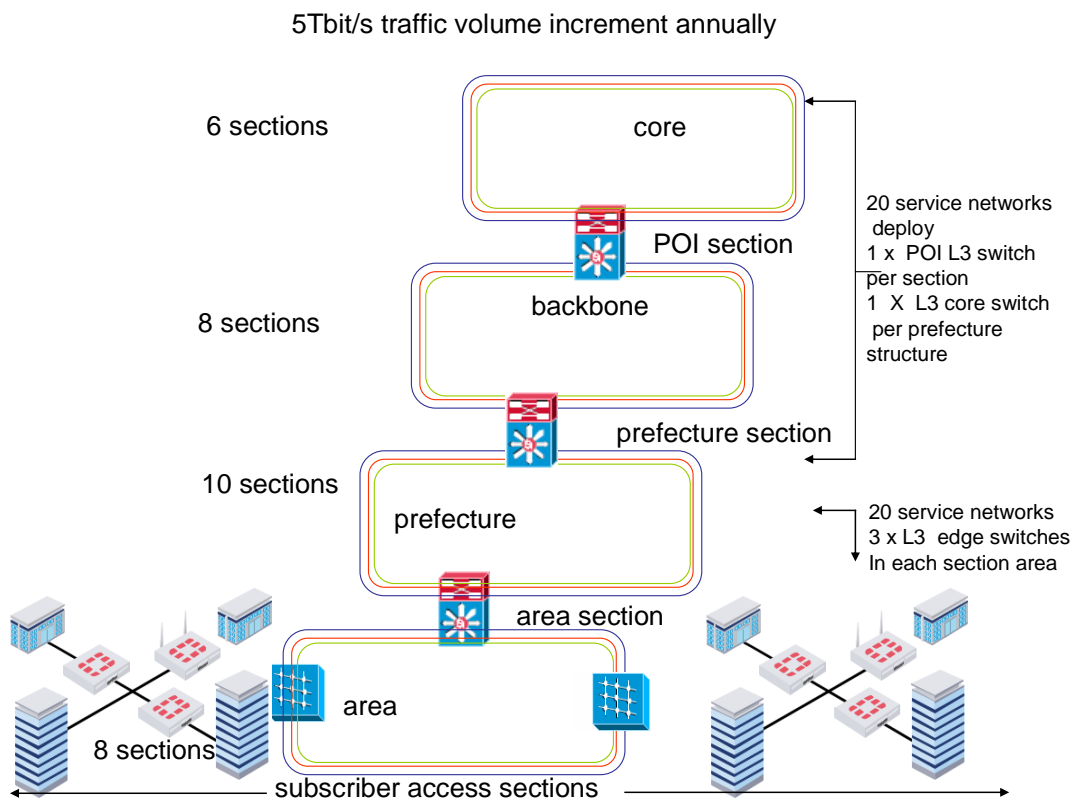 5Tbit/s traffic volume increment annually
6 sections
core
POI section
20 service networks
deploy
1 x POI L3 switch
per section
1 X L3 core switch
per prefecture
structure
8 sections
backbone
prefecture section
10 sections
prefecture
20 service networks
3 x L3 edge switches
In each section area
area section
area
8 sections
subscriber access sections